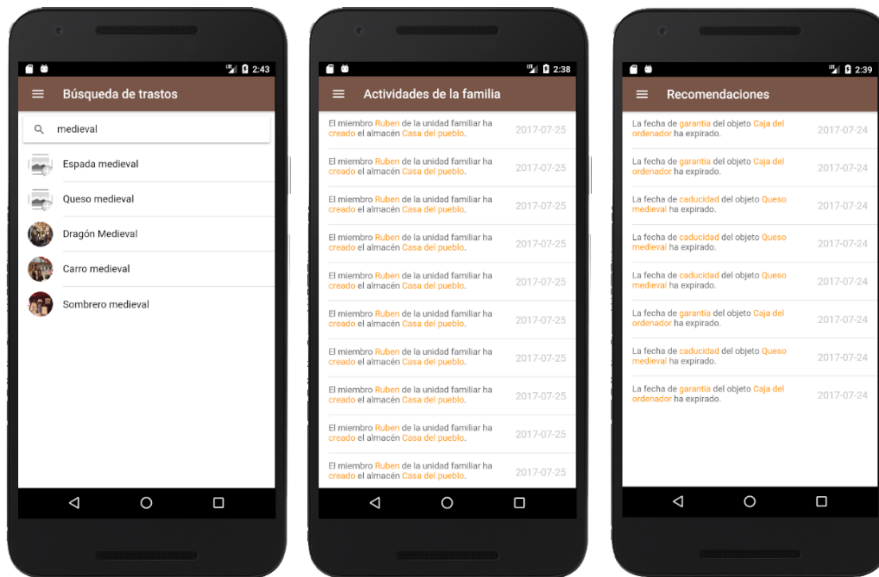 2:43
Búsqueda de trastos
medieval
Espada medieval
Queso medieval
Dragón Medieval
Carro medieval
Sombrero medieval
2:38
Actividades de la familia
El miembro Ruben de la unidad familiar ha
creado el almacén Casa del pueblo.
2017-07-25
El miembro Ruben de la unidad familiar ha
creado el almacén Casa del pueblo.
2017-07-25
El miembro Ruben de la unidad familiar ha
creado el almacén Casa del pueblo.
2017-07-25
El miembro Ruben de la unidad familiar ha
creado el almacén Casa del pueblo.
2017-07-25
El miembro Ruben de la unidad familiar ha
creado el almacén Casa del pueblo.
2017-07-25
El miembro Ruben de la unidad familiar ha
creado el almacén Casa del pueblo.
2017-07-25
El miembro Ruben de la unidad familiar ha
creado el almacén Casa del pueblo.
2017-07-25
El miembro Ruben de la unidad familiar ha
creado el almacén Casa del pueblo.
2017-07-25
El miembro Ruben de la unidad familiar ha
creado el almacén Casa del pueblo.
2017-07-25
El miembro Ruben de la unidad familiar ha
creado el almacén Casa del pueblo.
2017-07-25
2:39
Recomendaciones
La fecha de garantía del objeto Caja del
ordenador ha expirado.
2017-07-24
La fecha de garantía del objeto Caja del
ordenador ha expirado.
2017-07-24
La fecha de caducidad del objeto Queso
medieval ha expirado.
2017-07-24
La fecha de caducidad del objeto Queso
medieval ha expirado.
2017-07-24
La fecha de caducidad del objeto Queso
medieval ha expirado.
2017-07-24
La fecha de garantía del objeto Caja del
ordenador ha expirado.
2017-07-24
La fecha de caducidad del objeto Queso
medieval ha expirado.
2017-07-24
La fecha de garantía del objeto Caja del
ordenador ha expirado.
2017-07-24